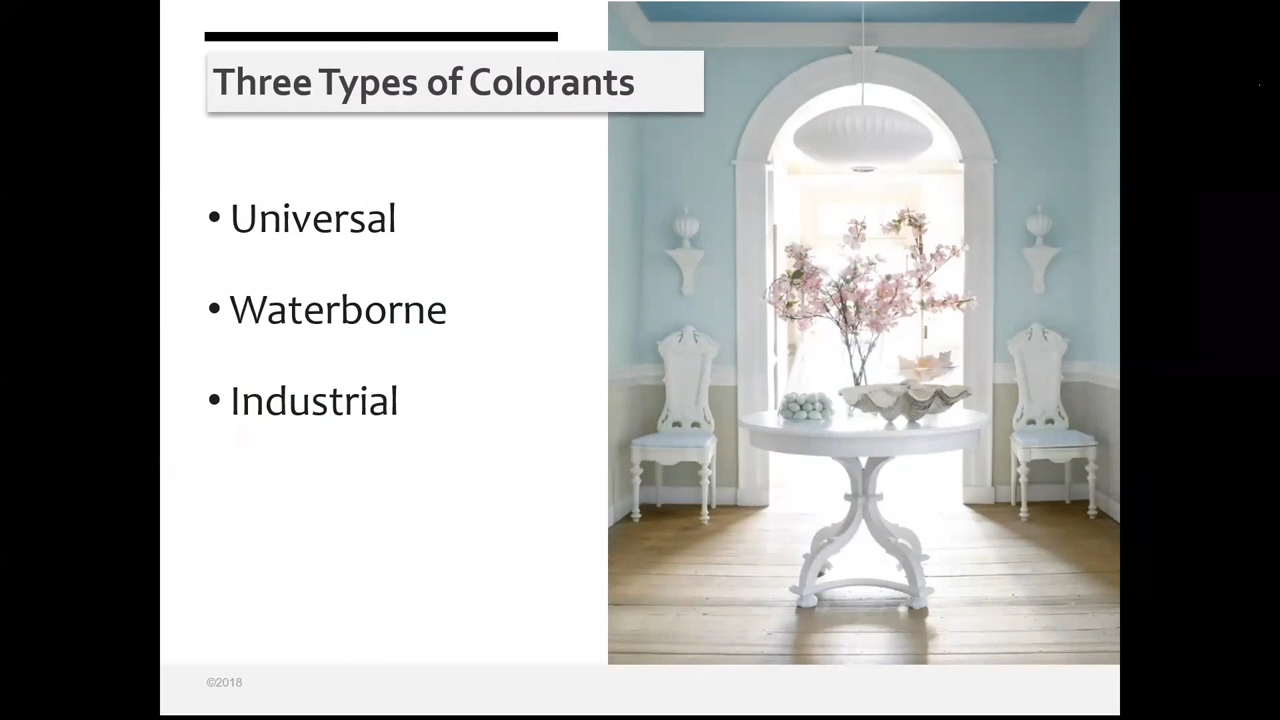 Three Types of Colorants
• Universal
• Waterborne
• Industrial
©2018